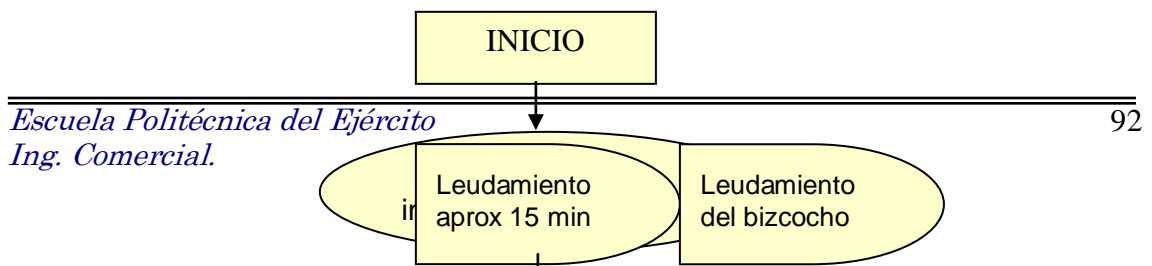 INICIO
Escuela Politécnica del Ejército
92
Ing. Comercial.
Leudamiento
aprox 15 min
Leudamiento
del bizcocho